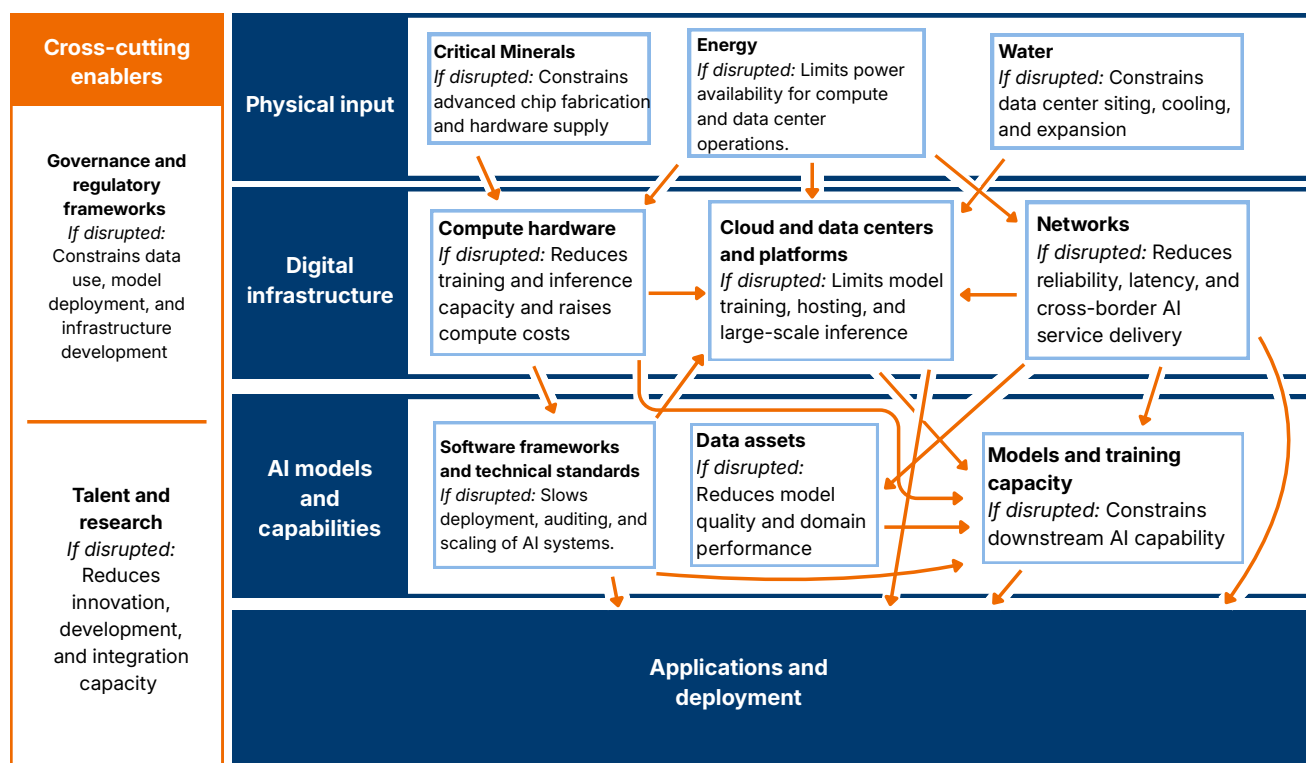 Cross-cutting
enablers
Governance and
regulatory
frameworks
If disrupted:
Constrains data
use, model
deployment, and
infrastructure
development
Talent and
research
If disrupted:
Reduces
innovation,
development,
and integration
capacity
Physical input
Critical Minerals
If disrupted: Constrains
advanced chip fabrication
and hardware supply
Energy
If disrupted: Limits power
availability for compute
and data center
operations.
Water
If disrupted: Constrains
data center siting, cooling,
and expansion
Digital
infrastructure
Compute hardware
If disrupted: Reduces
training and inference
capacity and raises
compute costs
Cloud and data centers
and platforms
If disrupted: Limits model
training, hosting, and
large-scale inference
Networks
If disrupted: Reduces
reliability, latency, and
cross-border AI
service delivery
AI models
and
capabilities
Software frameworks
and technical standards
If disrupted: Slows
deployment, auditing, and
scaling of AI systems.
Data assets
If disrupted:
Reduces model
quality and domain
performance
Models and training
capacity
If disrupted: Constrains
downstream AI capability
Applications and
deployment